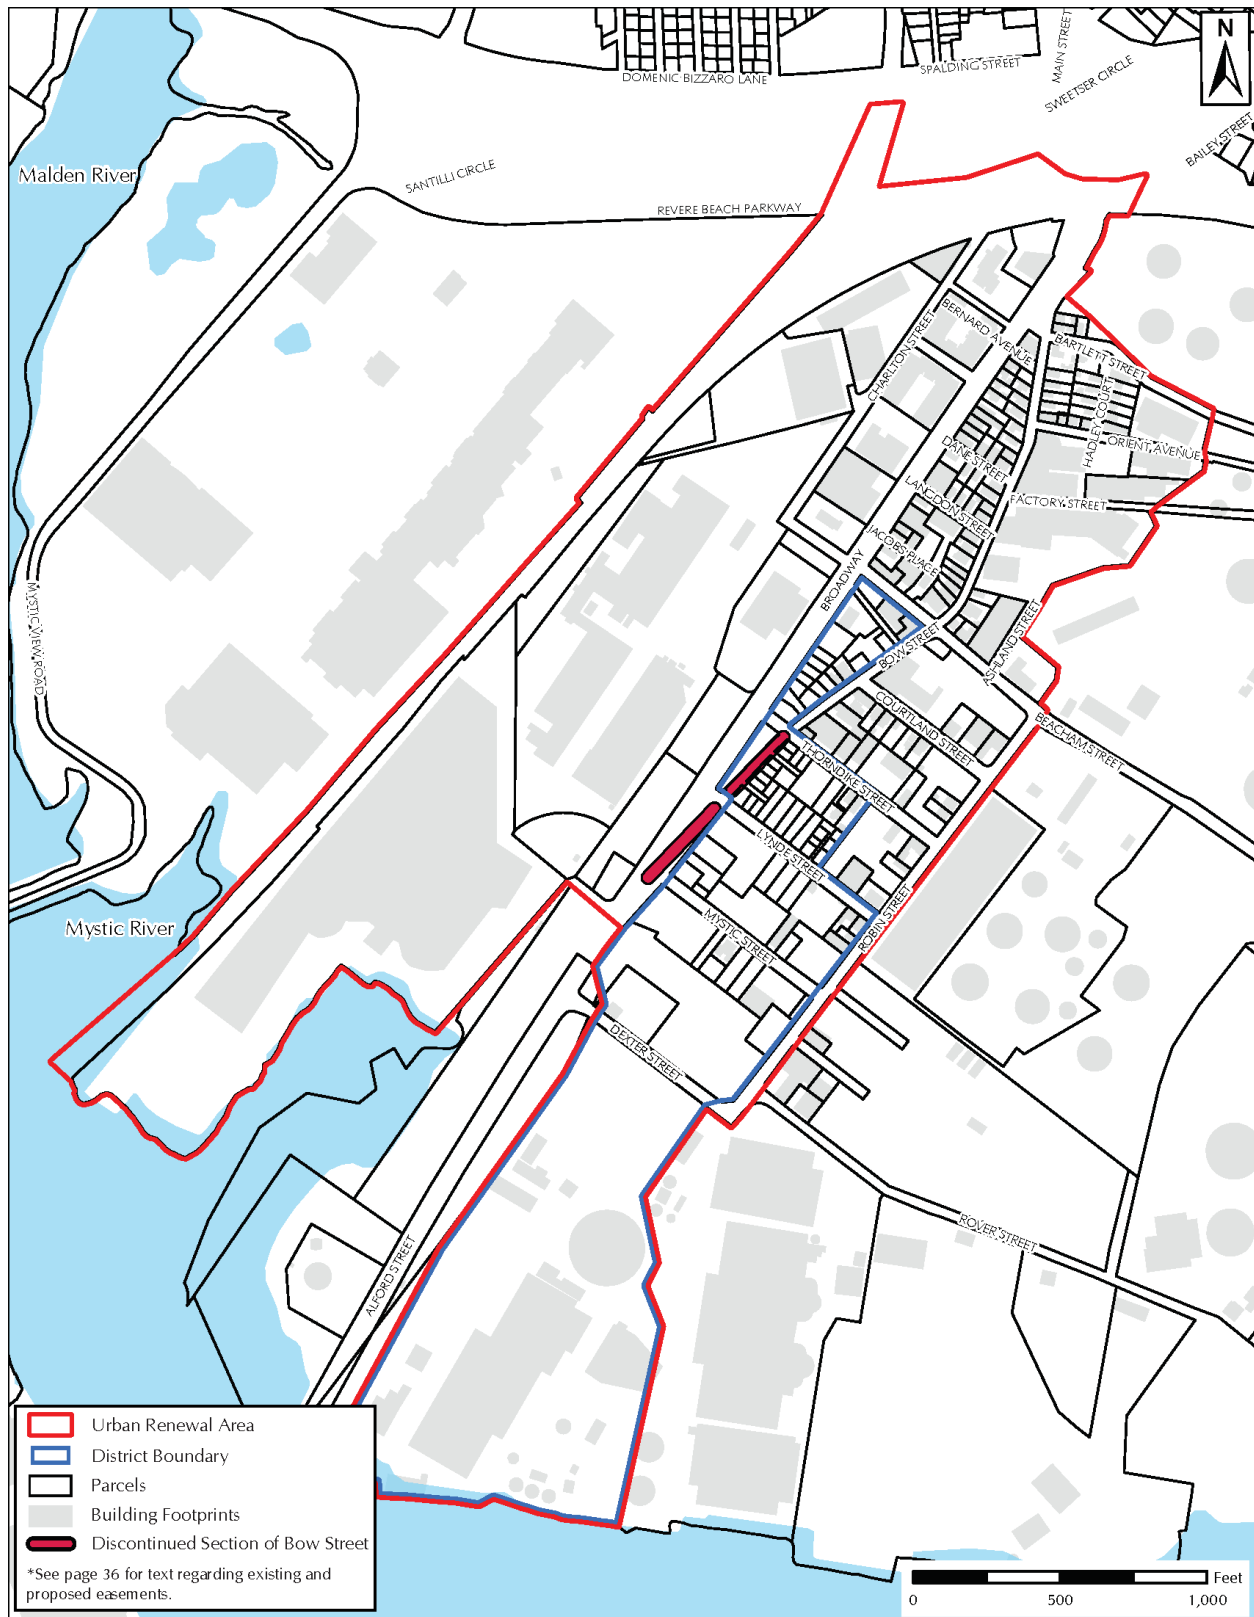 N
MAIN STREET
SPALDING STREET
DOMENIC BIZZARO LANE
SWEETSER CIRCLE
BAILEY STREET
Malden River
SANTILLI CIRCLE
REVERE BEACH PARKWAY
BERNARD AVENUE
CHARLTON STREET
BARTLETT STREET
HADLEY COURT
ORIENT AVENUE
DANE STREET
LANGDON STREET
FACTORY STREET
JACOBS PLACE
BROADWAY
MYSTIC VIEW ROAD
BOW STREET
ASHLAND STREET
COURTLAND STREET
BEACHAM STREET
THORNDIKE STREET
LYNDE STREET
MYSTIC STREET
ROBIN STREET
Mystic River
DEXTER STREET
ROVER STREET
ALFORD STREET
Urban Renewal Area
District Boundary
Parcels
Building Footprints
Discontinued Section of Bow Street
*See page 36 for text regarding existing and
proposed easements.
Feet
0 500 1,000